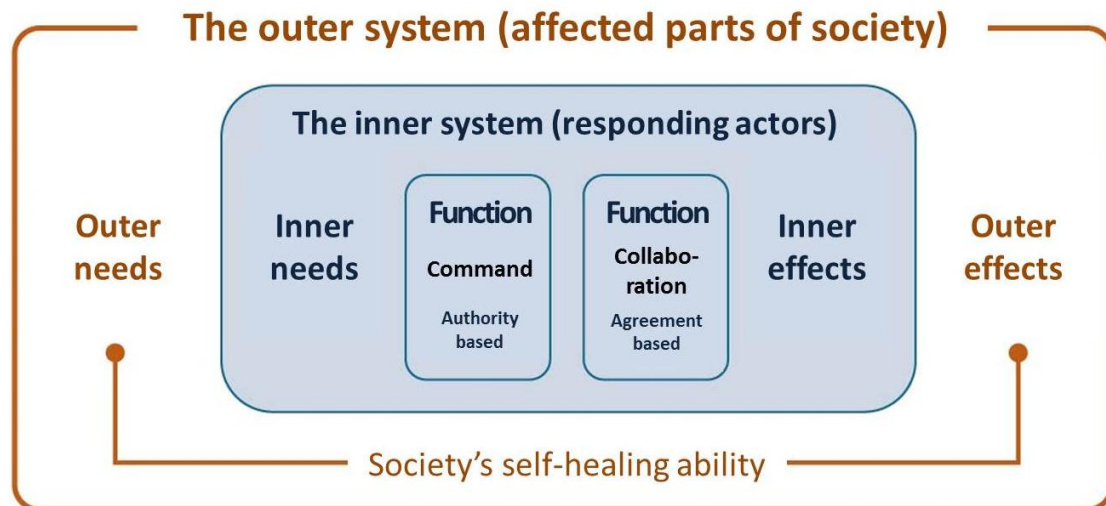 The outer system (affected parts of society)
The inner system (responding actors)
Outer
needs
Inner
needs
Function
Command
Authority
based
Function
Collabo-
ration
Agreement
based
Inner
effects
Outer
effects
Society's self-healing ability